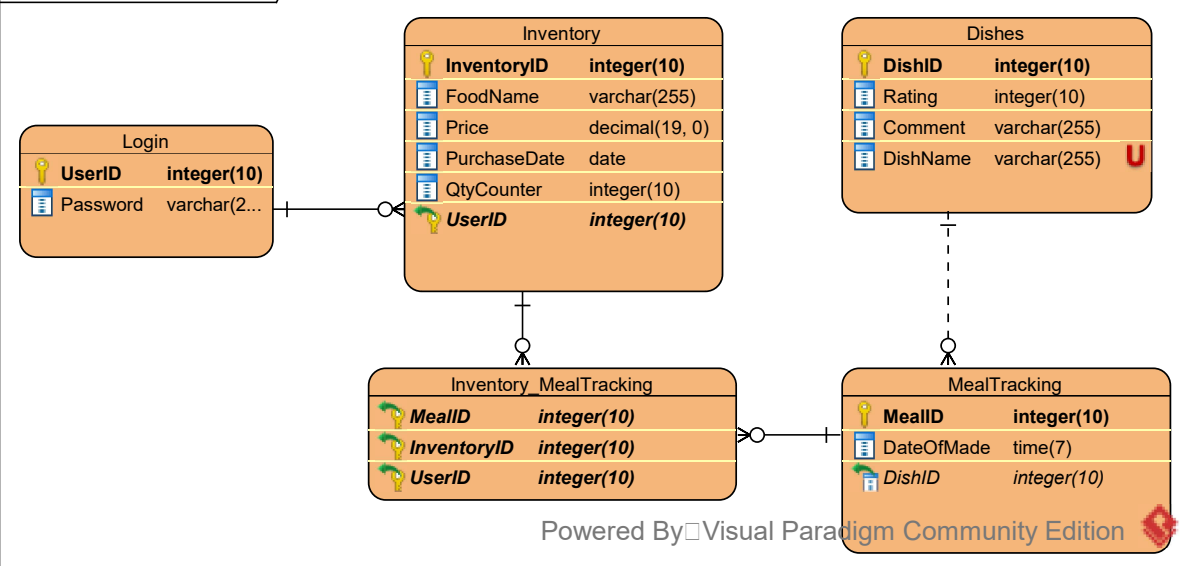 Inventory
InventoryID integer(10)
FoodName varchar(255)
Price decimal(19, 0)
PurchaseDate date
QtyCounter integer(10)
UserID integer(10)
Dishes
DishID integer(10)
Rating integer(10)
Comment varchar(255)
DishName varchar(255) U
Login
UserID integer(10)
Password varchar(2...
Inventory_MealTracking
MealID integer(10)
InventoryID integer(10)
UserID integer(10)
MealTracking
MealID integer(10)
DateOfMade time(7)
DishID integer(10)
Powered By□Visual Paradigm Community Edition